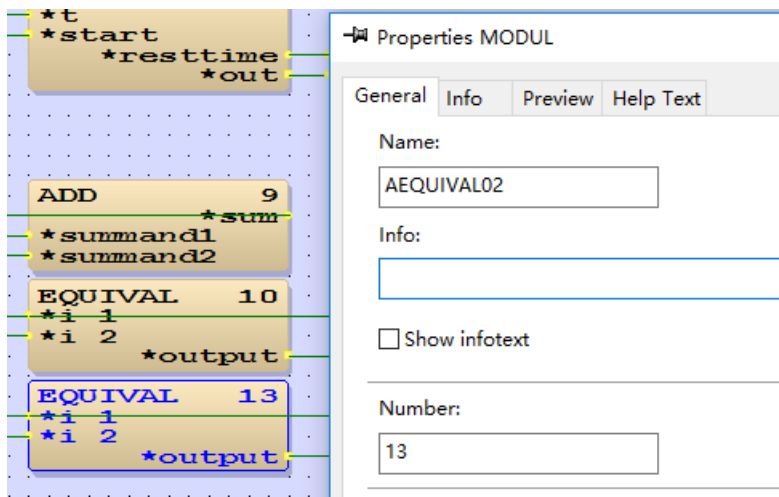 *t
*start
*resttime
*out
ADD 9
*sum
*summand1
*summand2
EQUIVAL 10
*i 1
*i 2
*output
EQUIVAL 13
*i 1
*i 2
*output
Properties MODUL
General Info Preview Help Text
Name:
AEQUIVAL02
Info:
Show infotext
Number:
13